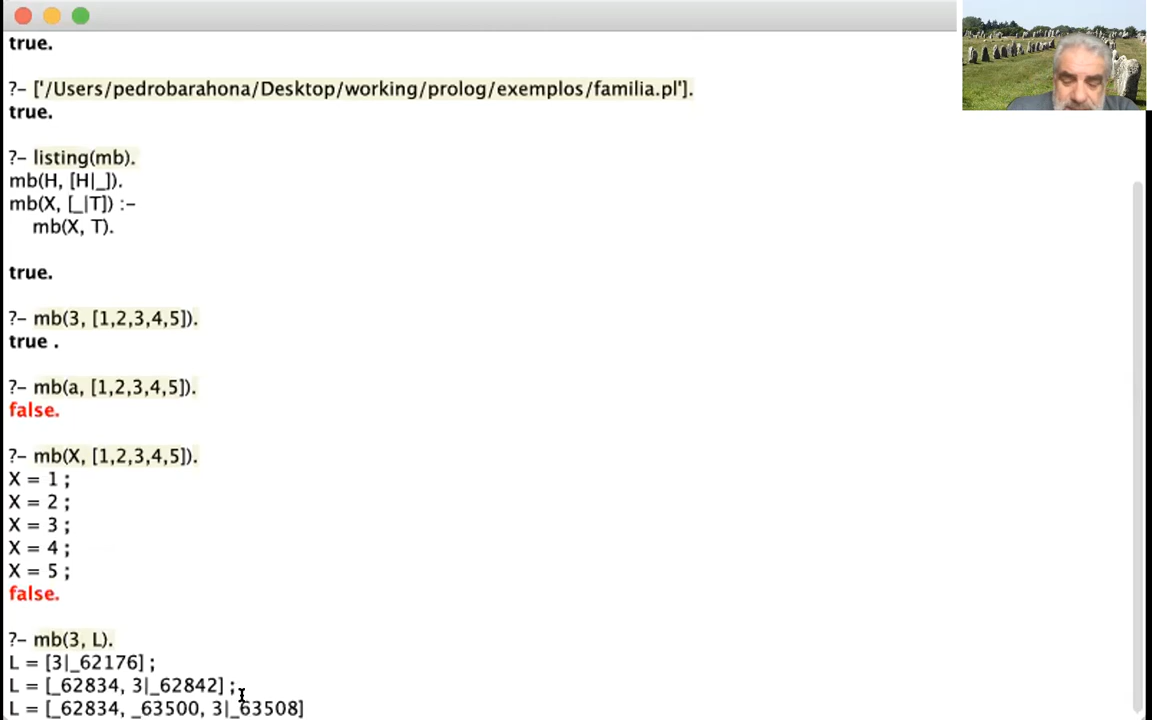 true.
?- ['/Users/pedrobarahona/Desktop/working/prolog/exemplos/familia.pl'].
true.
?- listing(mb).
mb(H, [H|_]).
mb(X, [_|T]) :-
    mb(X, T).
true.
?- mb(3, [1,2,3,4,5]).
true .
?- mb(a, [1,2,3,4,5]).
false.
?- mb(X, [1,2,3,4,5]).
X = 1 ;
X = 2 ;
X = 3 ;
X = 4 ;
X = 5 ;
false.
?- mb(3, L).
L = [3|_62176] ;
L = [_62834, 3|_62842] ;
L = [_62834, _63500, 3|_63508]